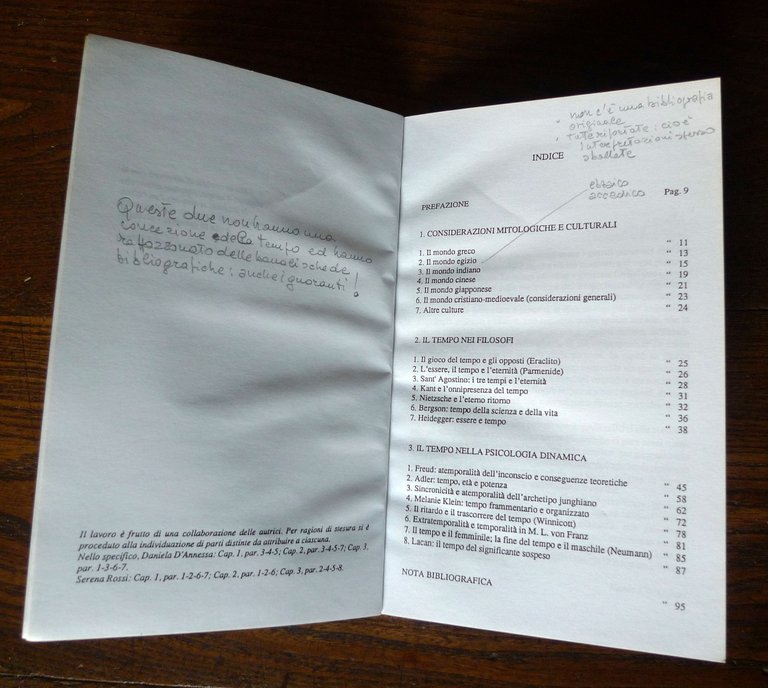 Queste due non hanno una
concezione della tempo ed hanno
raffazzonato delle banali schede
bibliografiche: anche ignoranti!
Il lavoro è frutto di una collaborazione delle autrici. Per ragioni di stesura si è
proceduto alla individuazione di parti distinte da attribuire a ciascuna.
Nello specifico, Daniela D'Annessa: Cap. 1, par. 3-4-5; Cap. 2, par. 3-4-5-7; Cap. 3,
par. 1-3-6-7.
Serena Rossi: Cap. 1, par. 1-2-6-7; Cap. 2, par. 1-2-6; Cap. 3, par. 2-4-5-8.
" non c'è una bibliografia
originale
, tutte riportate: cioè
interpretazioni spesso
sballate
INDICE
ebraico
accadico
PREFAZIONE Pag. 9
1. CONSIDERAZIONI MITOLOGICHE E CULTURALI
1. Il mondo greco " 11
2. Il mondo egizio " 13
3. Il mondo indiano " 15
4. Il mondo cinese " 19
5. Il mondo giapponese " 21
6. Il mondo cristiano-medioevale (considerazioni generali) " 23
7. Altre culture " 24
2. IL TEMPO NEI FILOSOFI
1. Il gioco del tempo e gli opposti (Eraclito) " 25
2. L'essere, il tempo e l'eternità (Parmenide) " 26
3. Sant' Agostino: i tre tempi e l'eternità " 28
4. Kant e l'onnipresenza del tempo " 31
5. Nietzsche e l'eterno ritorno " 32
6. Bergson: tempo della scienza e della vita " 36
7. Heidegger: essere e tempo " 38
3. IL TEMPO NELLA PSICOLOGIA DINAMICA
1. Freud: atemporalità dell'inconscio e conseguenze teoretiche " 45
2. Adler: tempo, età e potenza " 58
3. Sincronicità e atemporalità dell'archetipo junghiano " 62
4. Melanie Klein: tempo frammentario e organizzato " 72
5. Il ritardo e il trascorrer del tempo (Winnicott) " 78
6. Extratemporalità e temporalità in M. L. von Franz " 81
7. Il tempo e il femminile; la fine del tempo e il maschile (Neumann) " 85
8. Lacan: il tempo del significante sospeso " 87
NOTA BIBLIOGRAFICA " 95